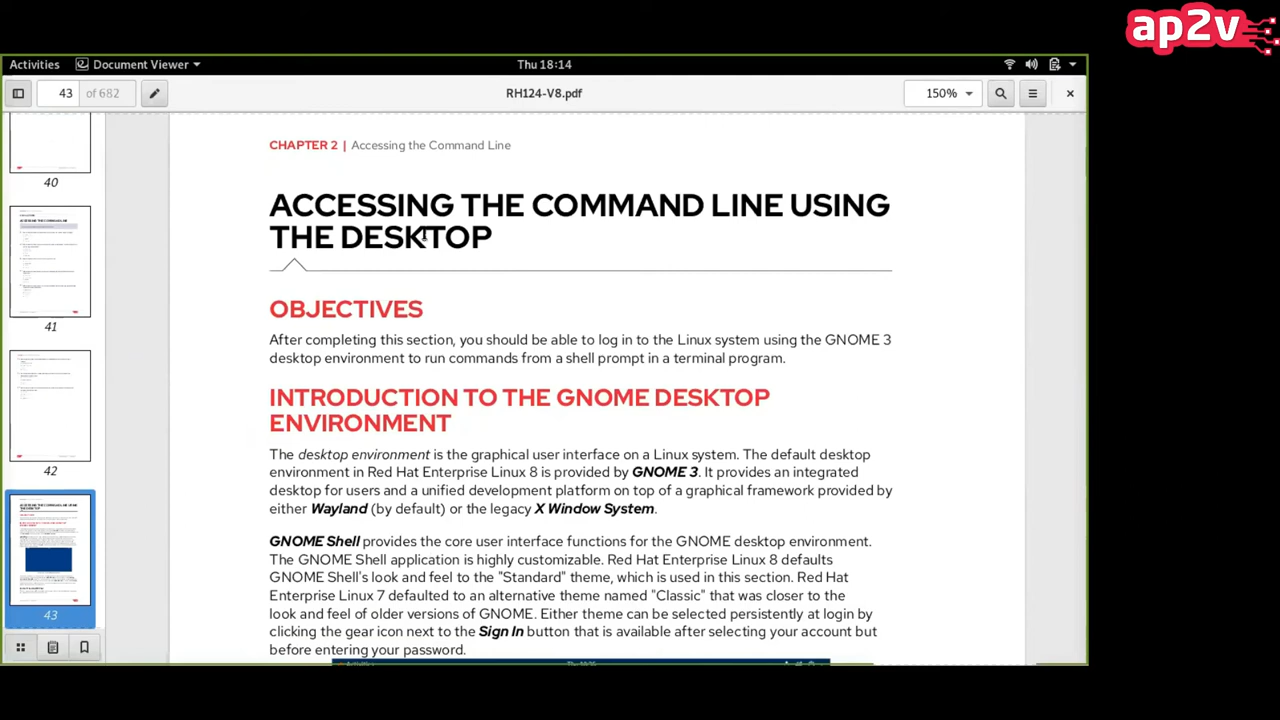 ap2v
Activities Document Viewer Thu 18:14
43 of 682 RH124-V8.pdf 150%
CHAPTER 2 | Accessing the Command Line
ACCESSING THE COMMAND LINE USING
THE DESKTOP
OBJECTIVES
After completing this section, you should be able to log in to the Linux system using the GNOME 3
desktop environment to run commands from a shell prompt in a terminal program.
INTRODUCTION TO THE GNOME DESKTOP
ENVIRONMENT
The desktop environment is the graphical user interface on a Linux system. The default desktop
environment in Red Hat Enterprise Linux 8 is provided by GNOME 3. It provides an integrated
desktop for users and a unified development platform on top of a graphical framework provided by
either Wayland (by default) or the legacy X Window System.
GNOME Shell provides the core user interface functions for the GNOME desktop environment.
The GNOME Shell application is highly customizable. Red Hat Enterprise Linux 8 defaults
GNOME Shell's look and feel to the "Standard" theme, which is used in this section. Red Hat
Enterprise Linux 7 defaulted to an alternative theme named "Classic" that was closer to the
look and feel of older versions of GNOME. Either theme can be selected persistently at login by
clicking the gear icon next to the Sign In button that is available after selecting your account but
before entering your password.
40
41
42
43